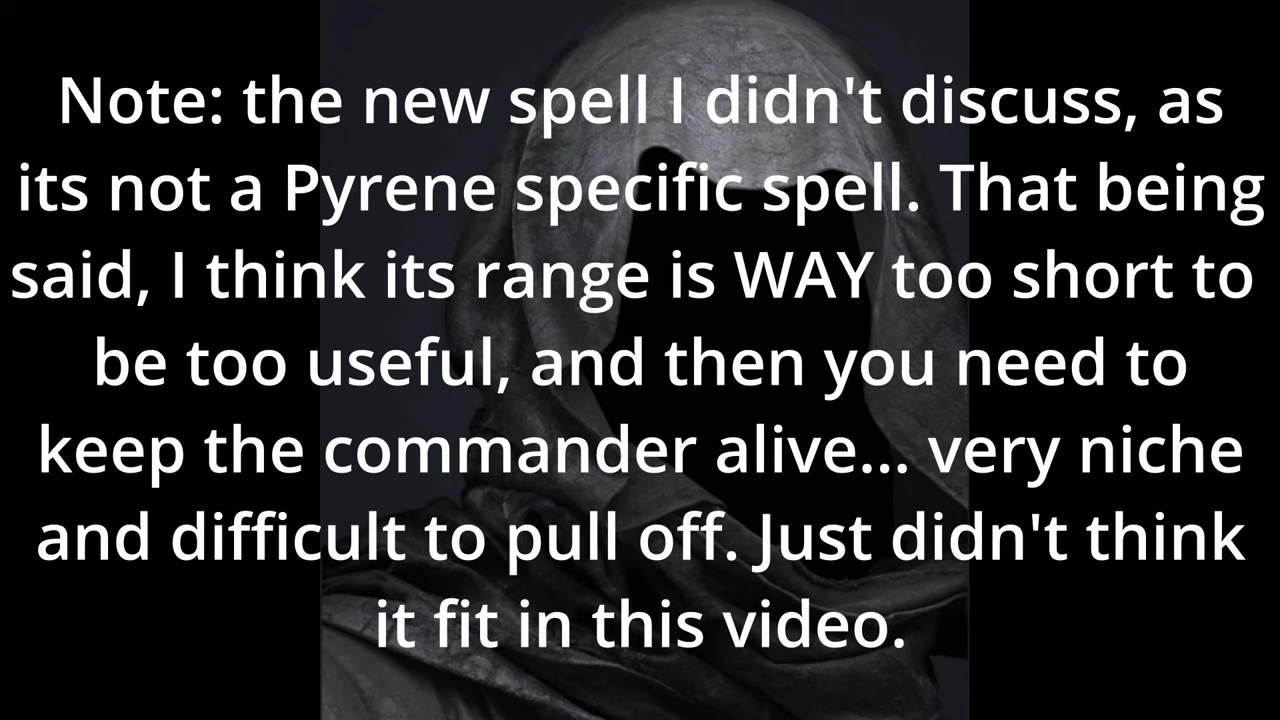 Note: the new spell I didn't discuss, as
its not a Pyrene specific spell. That being
said, I think its range is WAY too short to
be too useful, and then you need to
keep the commander alive... very niche
and difficult to pull off. Just didn't think
it fit in this video.